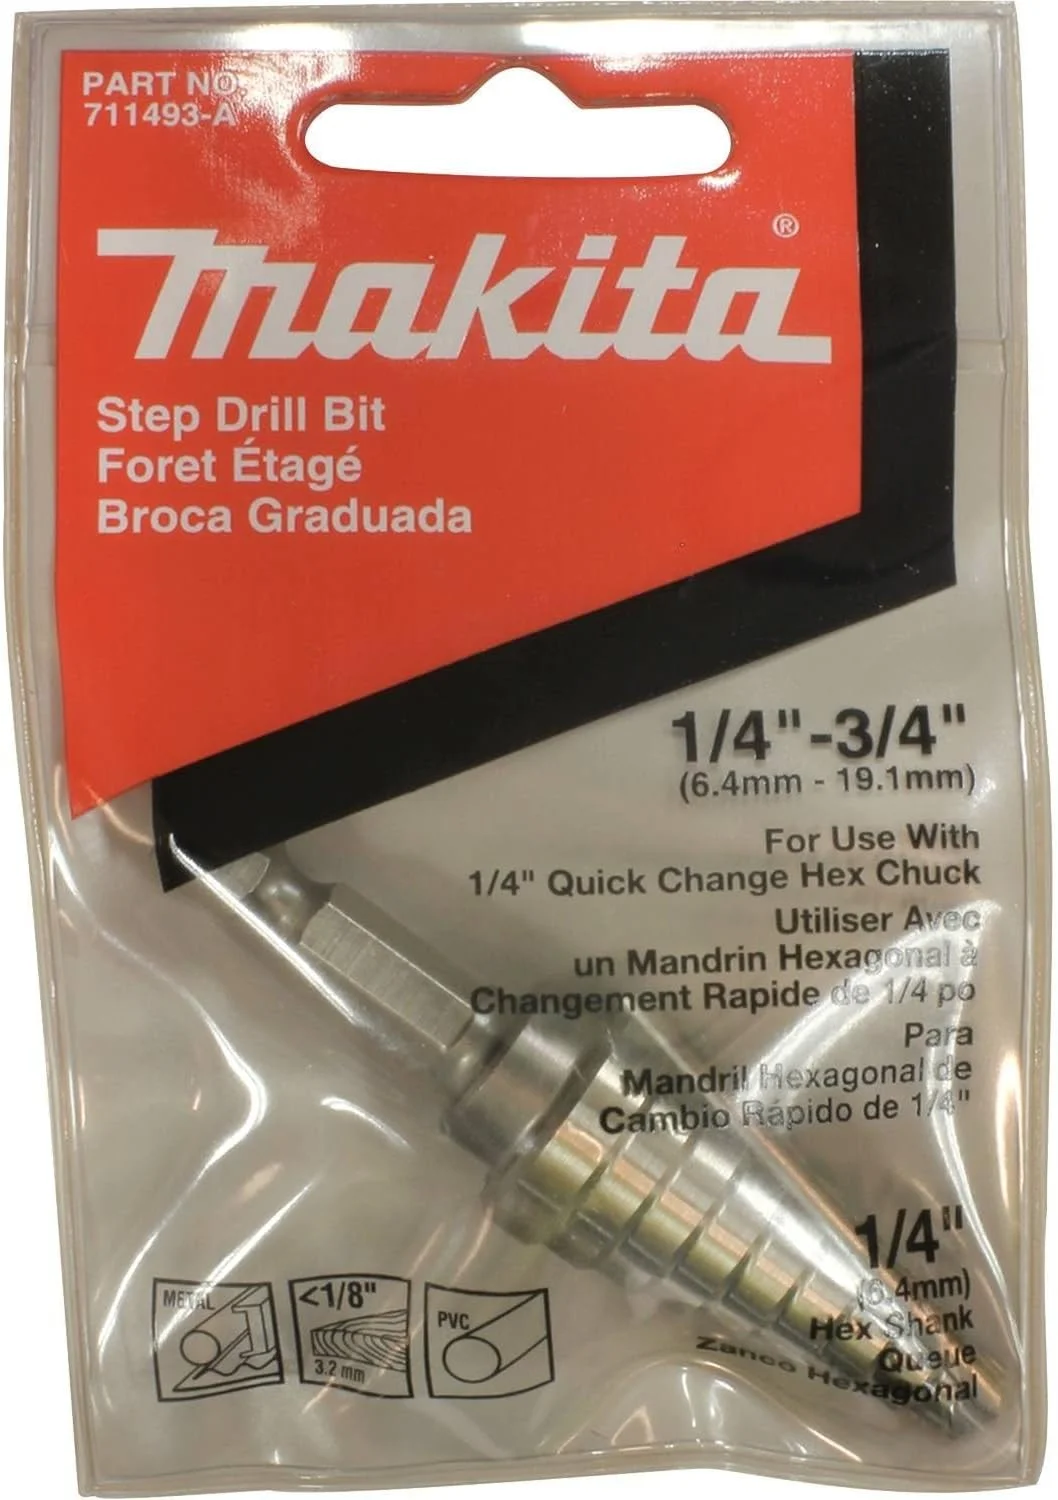 PART NO.
711493-A
makita®
Step Drill Bit
Foret Étagé
Broca Graduada
1/4"-3/4"
(6.4mm - 19.1mm)
For Use With
1/4" Quick Change Hex Chuck
Utiliser Avec
un Mandrin Hexagonal à
Changement Rapide de 1/4 po
Para
Mandril Hexagonal de
Cambio Rápido de 1/4"
1/4"
(6.4mm)
Hex Shank
Queue
Zanco Hexagonal
METAL
<1/8"
3.2 mm
PVC